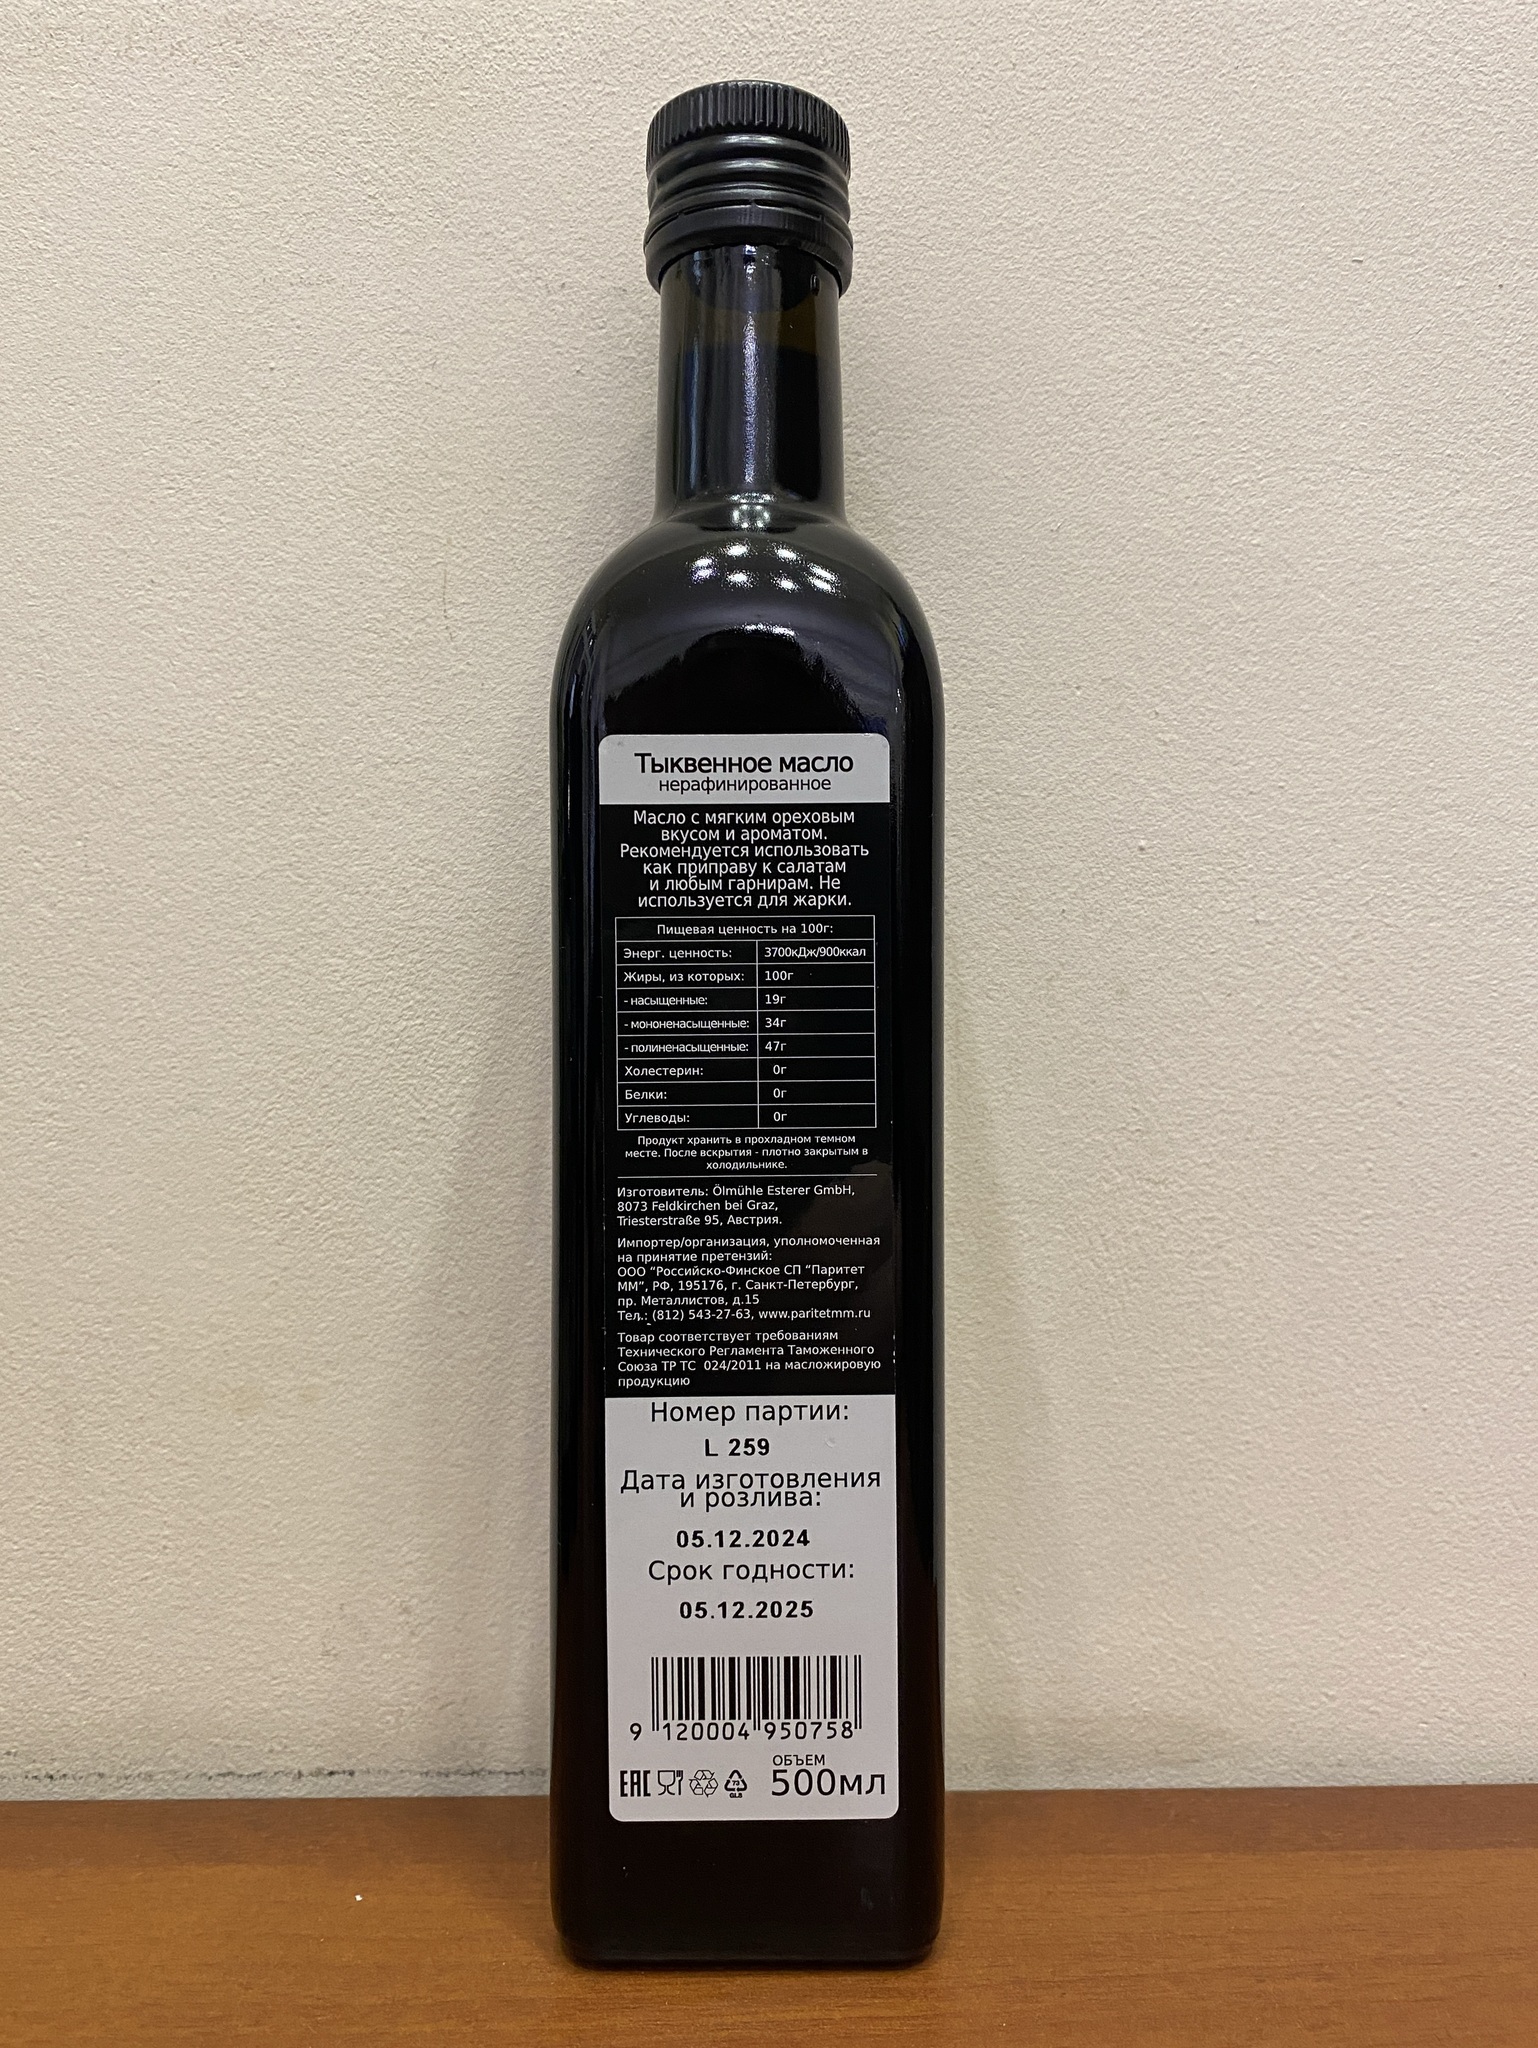 Тыквенное масло
нерафинированное
Масло с мягким ореховым
вкусом и ароматом.
Рекомендуется использовать
как приправу к салатам
и любым гарнирам. Не
используется для жарки.
Пищевая ценность на 100г:
Энерг. ценность: 3700кДж/900ккал
Жиры, из которых: 100г
- насыщенные: 19г
- мононенасыщенные: 34г
- полиненасыщенные: 47г
Холестерин: 0г
Белки: 0г
Углеводы: 0г
Продукт хранить в прохладном темном
месте. После вскрытия - плотно закрытым в
холодильнике.
Изготовитель: Ölmühle Esterer GmbH,
8073 Feldkirchen bei Graz,
Triesterstraße 95, Австрия.
Импортер/организация, уполномоченная
на принятие претензий:
ООО “Российско-Финское СП “Паритет
ММ”, РФ, 195176, г. Санкт-Петербург,
пр. Металлистов, д.15
Тел.: (812) 543-27-63, www.paritetmm.ru
Товар соответствует требованиям
Технического Регламента Таможенного
Союза ТР ТС 024/2011 на масложировую
продукцию
Номер партии:
L 259
Дата изготовления
и розлива:
05.12.2024
Срок годности:
05.12.2025
9 120004 950758
ОБЪЕМ
EAC 73 GLS 500мл